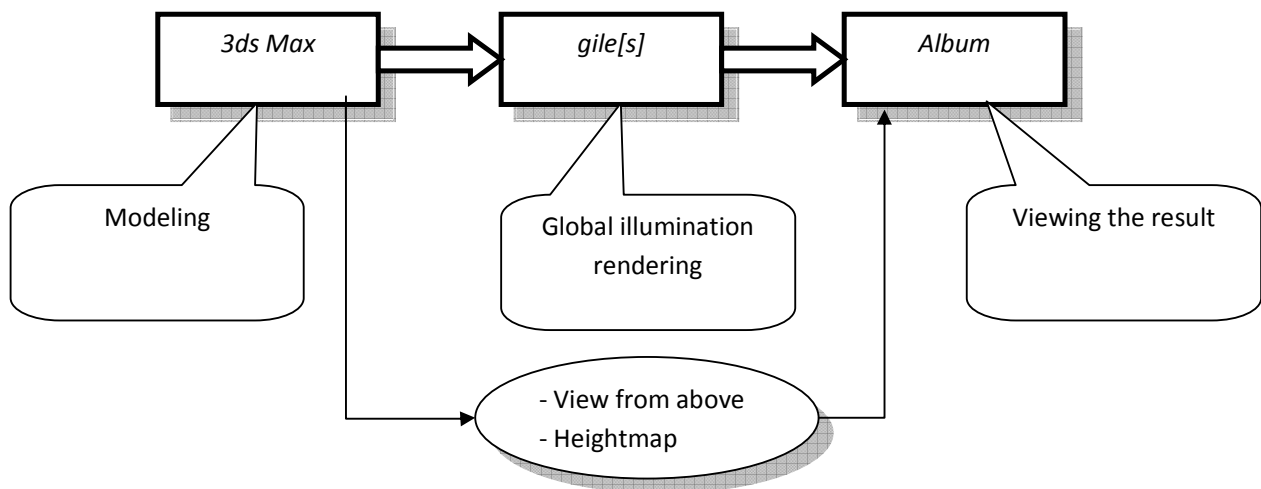 3ds Max
gile[s]
Album
Modeling
Global illumination
rendering
Viewing the result
- View from above
- Heightmap